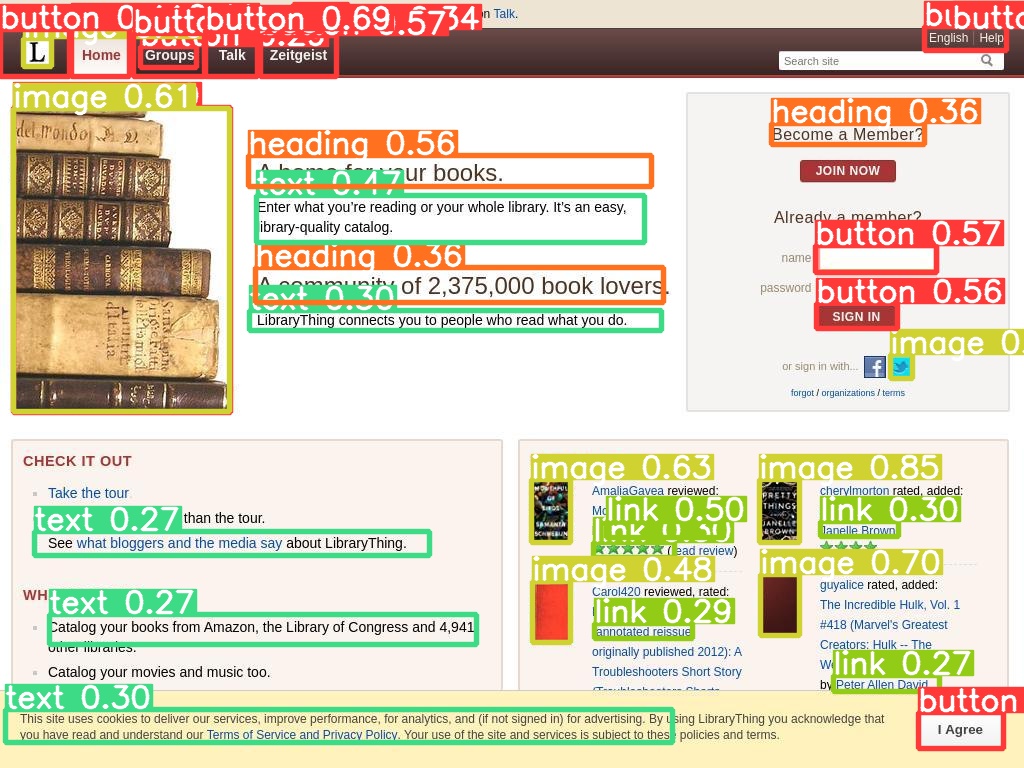 button 0.69
0.34
0.57
on Talk.
L
Home
Groups
Talk
Zeitgeist
English
Help
Search site
image 0.61
heading 0.56
your books.
text 0.47
Enter what you're reading or your whole library. It's an easy,
library-quality catalog.
heading 0.36
A community of 2,375,000 book lovers.
text 0.30
LibraryThing connects you to people who read what you do.
heading 0.36
Become a Member?
JOIN NOW
Already a member?
button 0.57
name
password
button 0.56
SIGN IN
image 0.
or sign in with...
forgot / organizations / terms
CHECK IT OUT
Take the tour
text 0.27
than the tour.
See what bloggers and the media say about LibraryThing.
WH
text 0.27
Catalog your books from Amazon, the Library of Congress and 4,941
other libraries.
Catalog your movies and music too.
image 0.63
AmaliaGavea reviewed:
link 0.50
(read review)
image 0.48
Carol420 reviewed, rated:
link 0.29
annotated reissue
originally published 2012): A
Troubleshooters Short Story
(Troubleshooters Shorts
image 0.85
PRETTY
THINGS
JANELLE
BROWN
cherylmorton rated, added:
link 0.30
Janelle Brown
image 0.70
guyalice rated, added:
The Incredible Hulk, Vol. 1
#418 (Marvel's Greatest
Creators: Hulk -- The
link 0.27
by Peter Allen David
text 0.30
This site uses cookies to deliver our services, improve performance, for analytics, and (if not signed in) for advertising. By using LibraryThing you acknowledge that
you have read and understand our Terms of Service and Privacy Policy. Your use of the site and services is subject to these policies and terms.
button
I Agree